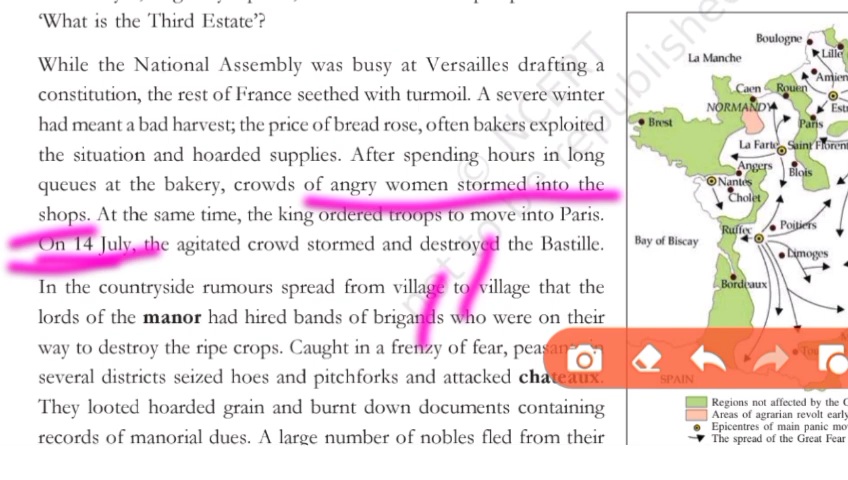 'What is the Third Estate'?
While the National Assembly was busy at Versailles drafting a
constitution, the rest of France seethed with turmoil. A severe winter
had meant a bad harvest; the price of bread rose, often bakers exploited
the situation and hoarded supplies. After spending hours in long
queues at the bakery, crowds of angry women stormed into the
shops. At the same time, the king ordered troops to move into Paris.
On 14 July, the agitated crowd stormed and destroyed the Bastille.
In the countryside rumours spread from village to village that the
lords of the manor had hired bands of brigands who were on their
way to destroy the ripe crops. Caught in a frenzy of fear,
several districts seized hoes and pitchforks and attacked chateaux.
They looted hoarded grain and burnt down documents containing
records of manorial dues. A large number of nobles fled from their
Boulogne
La Manche
Lille
Caen
Rouen
NORMANDY
Brest
Paris
La Farte
Saint Florent
Angers
Nantes
Blois
Cholet
Ruffec
Poitiers
Bay of Biscay
Limoges
Bordeaux
SPAIN
Regions not affected by the
Areas of agrarian revolt early
Epicentres of main panic
The spread of the Great Fear
© NCERT
not to be republished